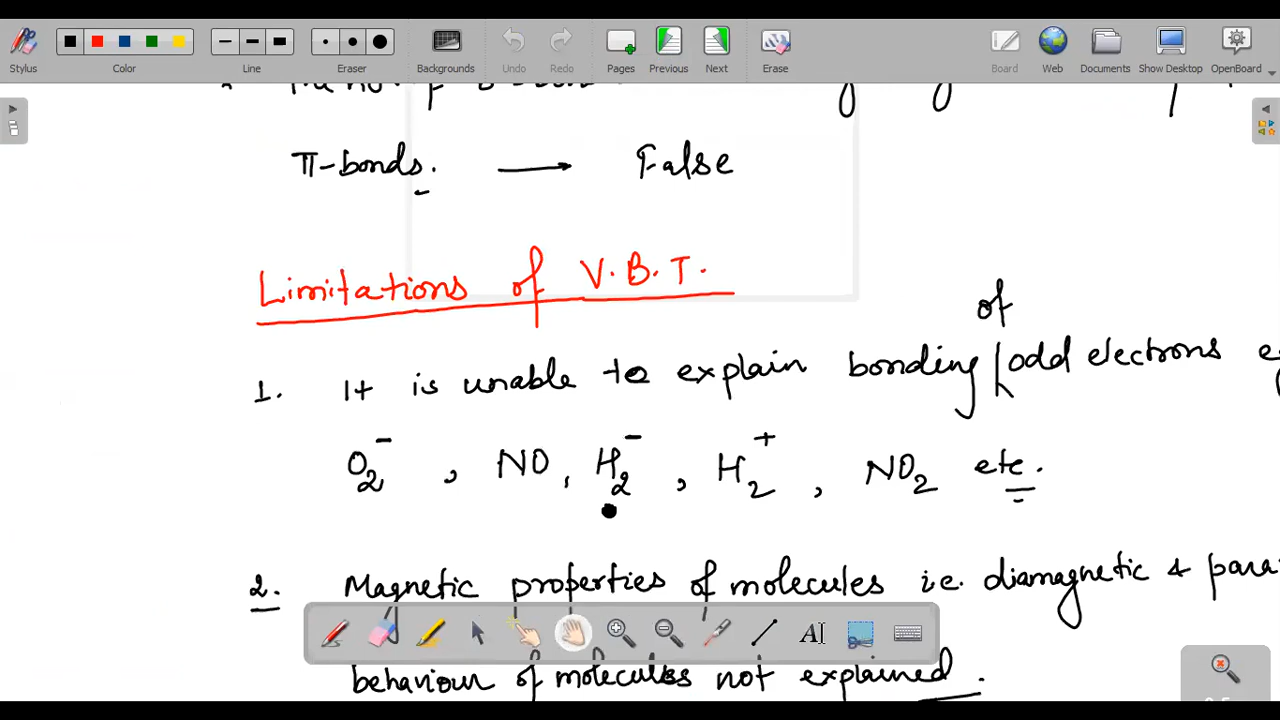 Stylus Color Line Eraser Backgrounds Undo Redo Pages Previous Next Erase Board Web Documents Show Desktop OpenBoard
π-bonds. → False
Limitations of V.B.T.
of
1. It is unable to explain bonding odd electrons
O₂⁻, NO, H₂⁻, H₂⁺, NO₂ etc.
2. Magnetic properties of molecules i.e. diamagnetic & para
behaviour of molecules not explained.